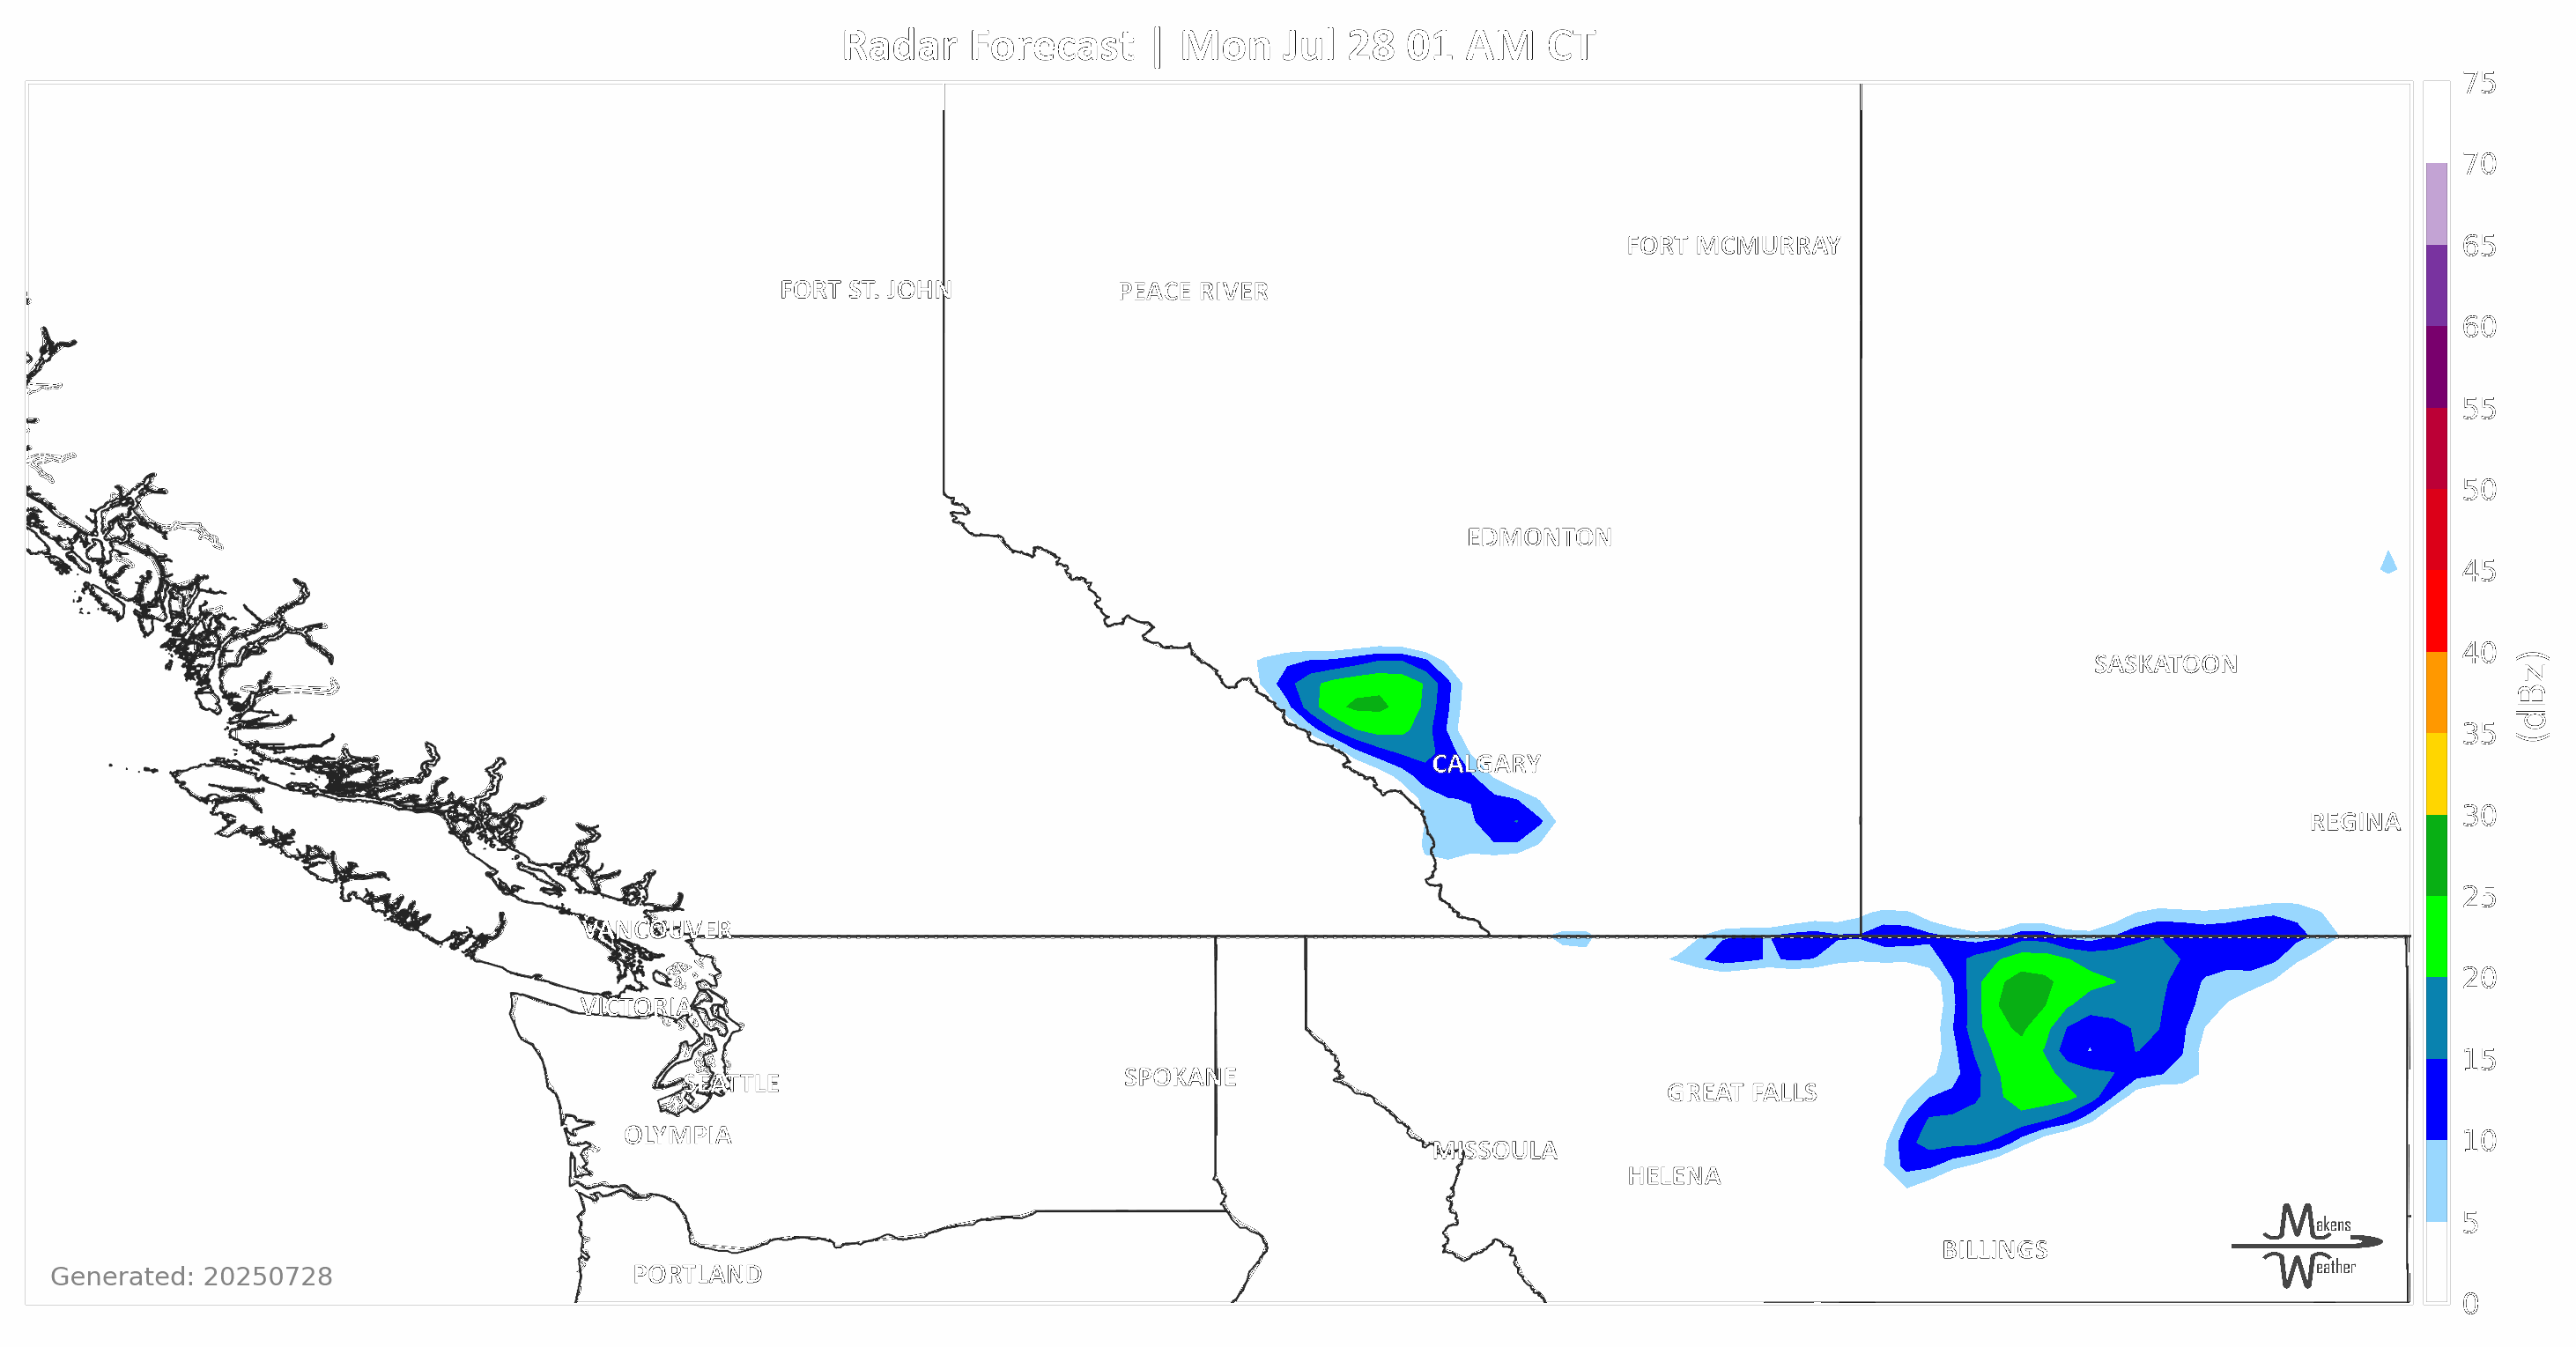 Radar Forecast | Mon Jul 28 01 AM CT
75
70
FORT MCMURRAY
65
FORT ST. JOHN
PEACE RIVER
60
55
50
EDMONTON
45
SASKATOON
40
(dBz)
35
CALGARY
REGINA
30
25
VANCOUVER
20
VICTORIA
15
SEATTLE
SPOKANE
GREAT FALLS
OLYMPIA
MISSOULA
10
HELENA
5
Makens
Weather
BILLINGS
PORTLAND
Generated: 20250728
0